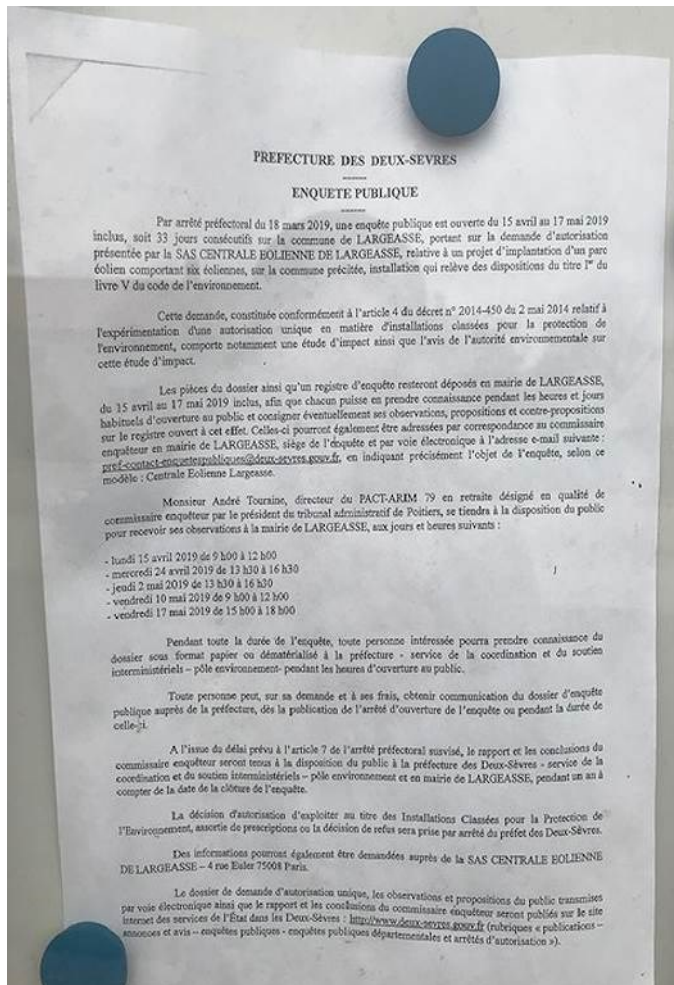 PREFECTURE DES DEUX-SEVRES
ENQUETE PUBLIQUE
Par arrêté préfectoral du 18 mars 2019, une enquête publique est ouverte du 15 avril au 17 mai 2019
inclus, soit 33 jours consécutifs sur la commune de LARGEASSE, portant sur la demande d'autorisation
présentée par la SAS CENTRALE EOLIENNE DE LARGEASSE, relative à un projet d'implantation d'un parc
éolien comportant six éoliennes, sur la commune précitée, installation qui relève des dispositions du titre Ier du
livre V du code de l'environnement.
Cette demande, constituée conformément à l'article 4 du décret n° 2014-450 du 2 mai 2014 relatif à
l'expérimentation d'une autorisation unique en matière d'installations classées pour la protection de
l'environnement, comporte notamment une étude d'impact ainsi que l'avis de l'autorité environnementale sur
cette étude d'impact.
Les pièces du dossier ainsi qu'un registre d'enquête resteront déposés en mairie de LARGEASSE,
du 15 avril au 17 mai 2019 inclus, afin que chacun puisse en prendre connaissance pendant les heures et jours
habituels d'ouverture au public et consigner éventuellement ses observations, propositions et contre-propositions
sur le registre ouvert à cet effet. Celles-ci pourront également être adressées par correspondance au commissaire
enquêteur en mairie de LARGEASSE, siège de l'enquête et par voie électronique à l'adresse e-mail suivante :
pref-contact-enquetespubliques@deux-sevres.gouv.fr, en indiquant précisément l'objet de l'enquête, selon ce
modèle : Centrale Eolienne Largeasse.
Monsieur André Touraine, directeur du PACT-ARIM 79 en retraite désigné en qualité de
commissaire enquêteur par le président du tribunal administratif de Poitiers, se tiendra à la disposition du public
pour recevoir ses observations à la mairie de LARGEASSE, aux jours et heures suivants :
- lundi 15 avril 2019 de 9 h00 à 12 h00
- mercredi 24 avril 2019 de 13 h30 à 16 h30
- jeudi 2 mai 2019 de 13 h30 à 16 h30
- vendredi 10 mai 2019 de 9 h00 à 12 h00
- vendredi 17 mai 2019 de 15 h00 à 18 h00
Pendant toute la durée de l'enquête, toute personne intéressée pourra prendre connaissance du
dossier sous format papier ou dématérialisé à la préfecture - service de la coordination et du soutien
interministériels – pôle environnement- pendant les heures d'ouverture au public.
Toute personne peut, sur sa demande et à ses frais, obtenir communication du dossier d'enquête
publique auprès de la préfecture, dès la publication de l'arrêté d'ouverture de l'enquête ou pendant la durée de
celle-ci.
A l'issue du délai prévu à l'article 7 de l'arrêté préfectoral susvisé, le rapport et les conclusions du
commissaire enquêteur seront tenus à la disposition du public à la préfecture des Deux-Sèvres - service de la
coordination et du soutien interministériels – pôle environnement et en mairie de LARGEASSE, pendant un an à
compter de la date de la clôture de l'enquête.
La décision d'autorisation d'exploiter au titre des Installations Classées pour la Protection de
l'Environnement, assortie de prescriptions ou la décision de refus sera prise par arrêté du préfet des Deux-Sèvres.
Des informations pourront également être demandées auprès de la SAS CENTRALE EOLIENNE
DE LARGEASSE – 4 rue Euler 75008 Paris.
Le dossier de demande d'autorisation unique, les observations et propositions du public transmises
par voie électronique ainsi que le rapport et les conclusions du commissaire enquêteur seront publiés sur le site
internet des services de l'État dans les Deux-Sèvres : http://www.deux-sevres.gouv.fr (rubriques « publications –
annonces et avis – enquêtes publiques - enquêtes publiques départementales et arrêtés d'autorisation »).